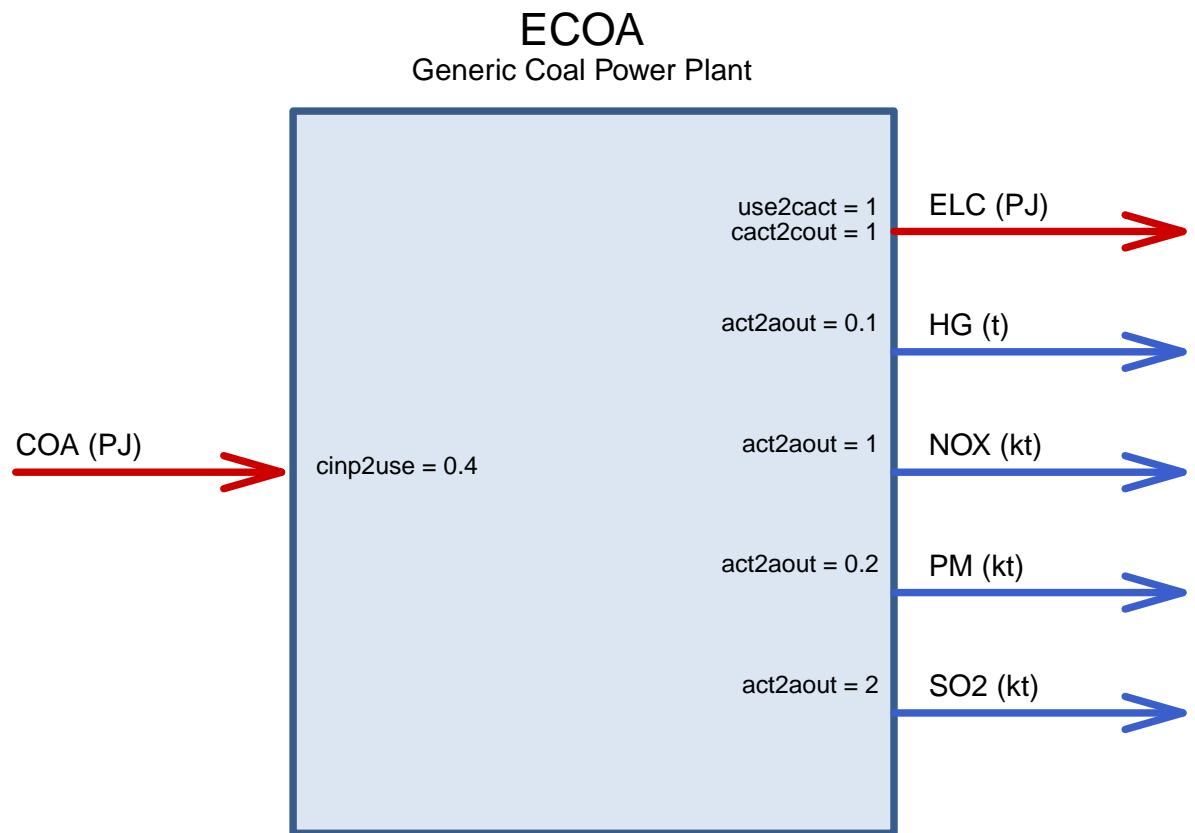 ECOA
Generic Coal Power Plant
use2cact = 1
cact2cout = 1
ELC (PJ)
act2aout = 0.1
HG (t)
COA (PJ)
cinp2use = 0.4
act2aout = 1
NOX (kt)
act2aout = 0.2
PM (kt)
act2aout = 2
SO2 (kt)